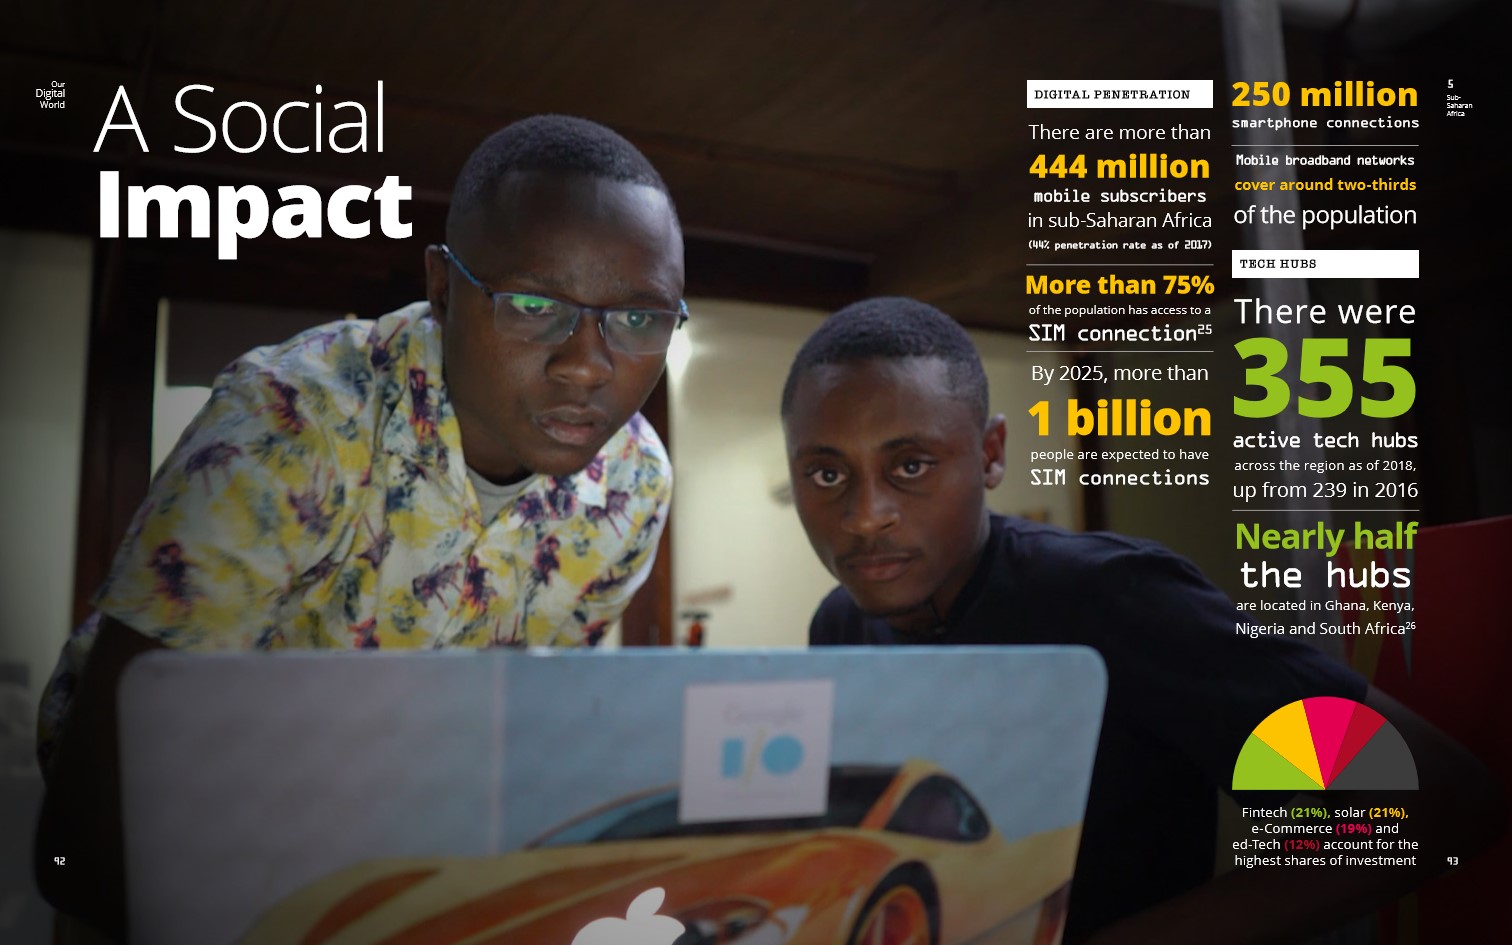 Our
Digital
World
A Social
Impact
DIGITAL PENETRATION
There are more than
444 million
mobile subscribers
in sub-Saharan Africa
(44% penetration rate as of 2017)
More than 75%
of the population has access to a
SIM connection25
By 2025, more than
1 billion
people are expected to have
SIM connections
250 million
smartphone connections
Mobile broadband networks
cover around two-thirds
of the population
TECH HUBS
There were
355
active tech hubs
across the region as of 2018,
up from 239 in 2016
Nearly half
the hubs
are located in Ghana, Kenya,
Nigeria and South Africa26
Fintech (21%), solar (21%),
e-Commerce (19%) and
ed-Tech (12%) account for the
highest shares of investment
5
Sub-
Saharan
Africa
Google
I/O
92
93